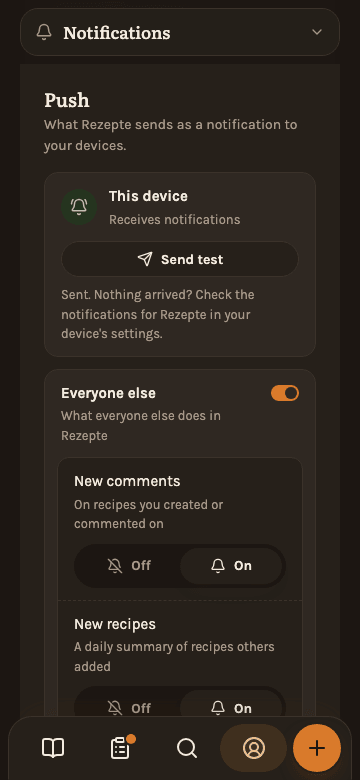 Notifications
Push
What Rezepte sends as a notification to
your devices.
This device
Receives notifications
Send test
Sent. Nothing arrived? Check the
notifications for Rezepte in your
device's settings.
Everyone else
What everyone else does in
Rezepte
New comments
On recipes you created or
commented on
Off On
New recipes
A daily summary of recipes others
added
Off On